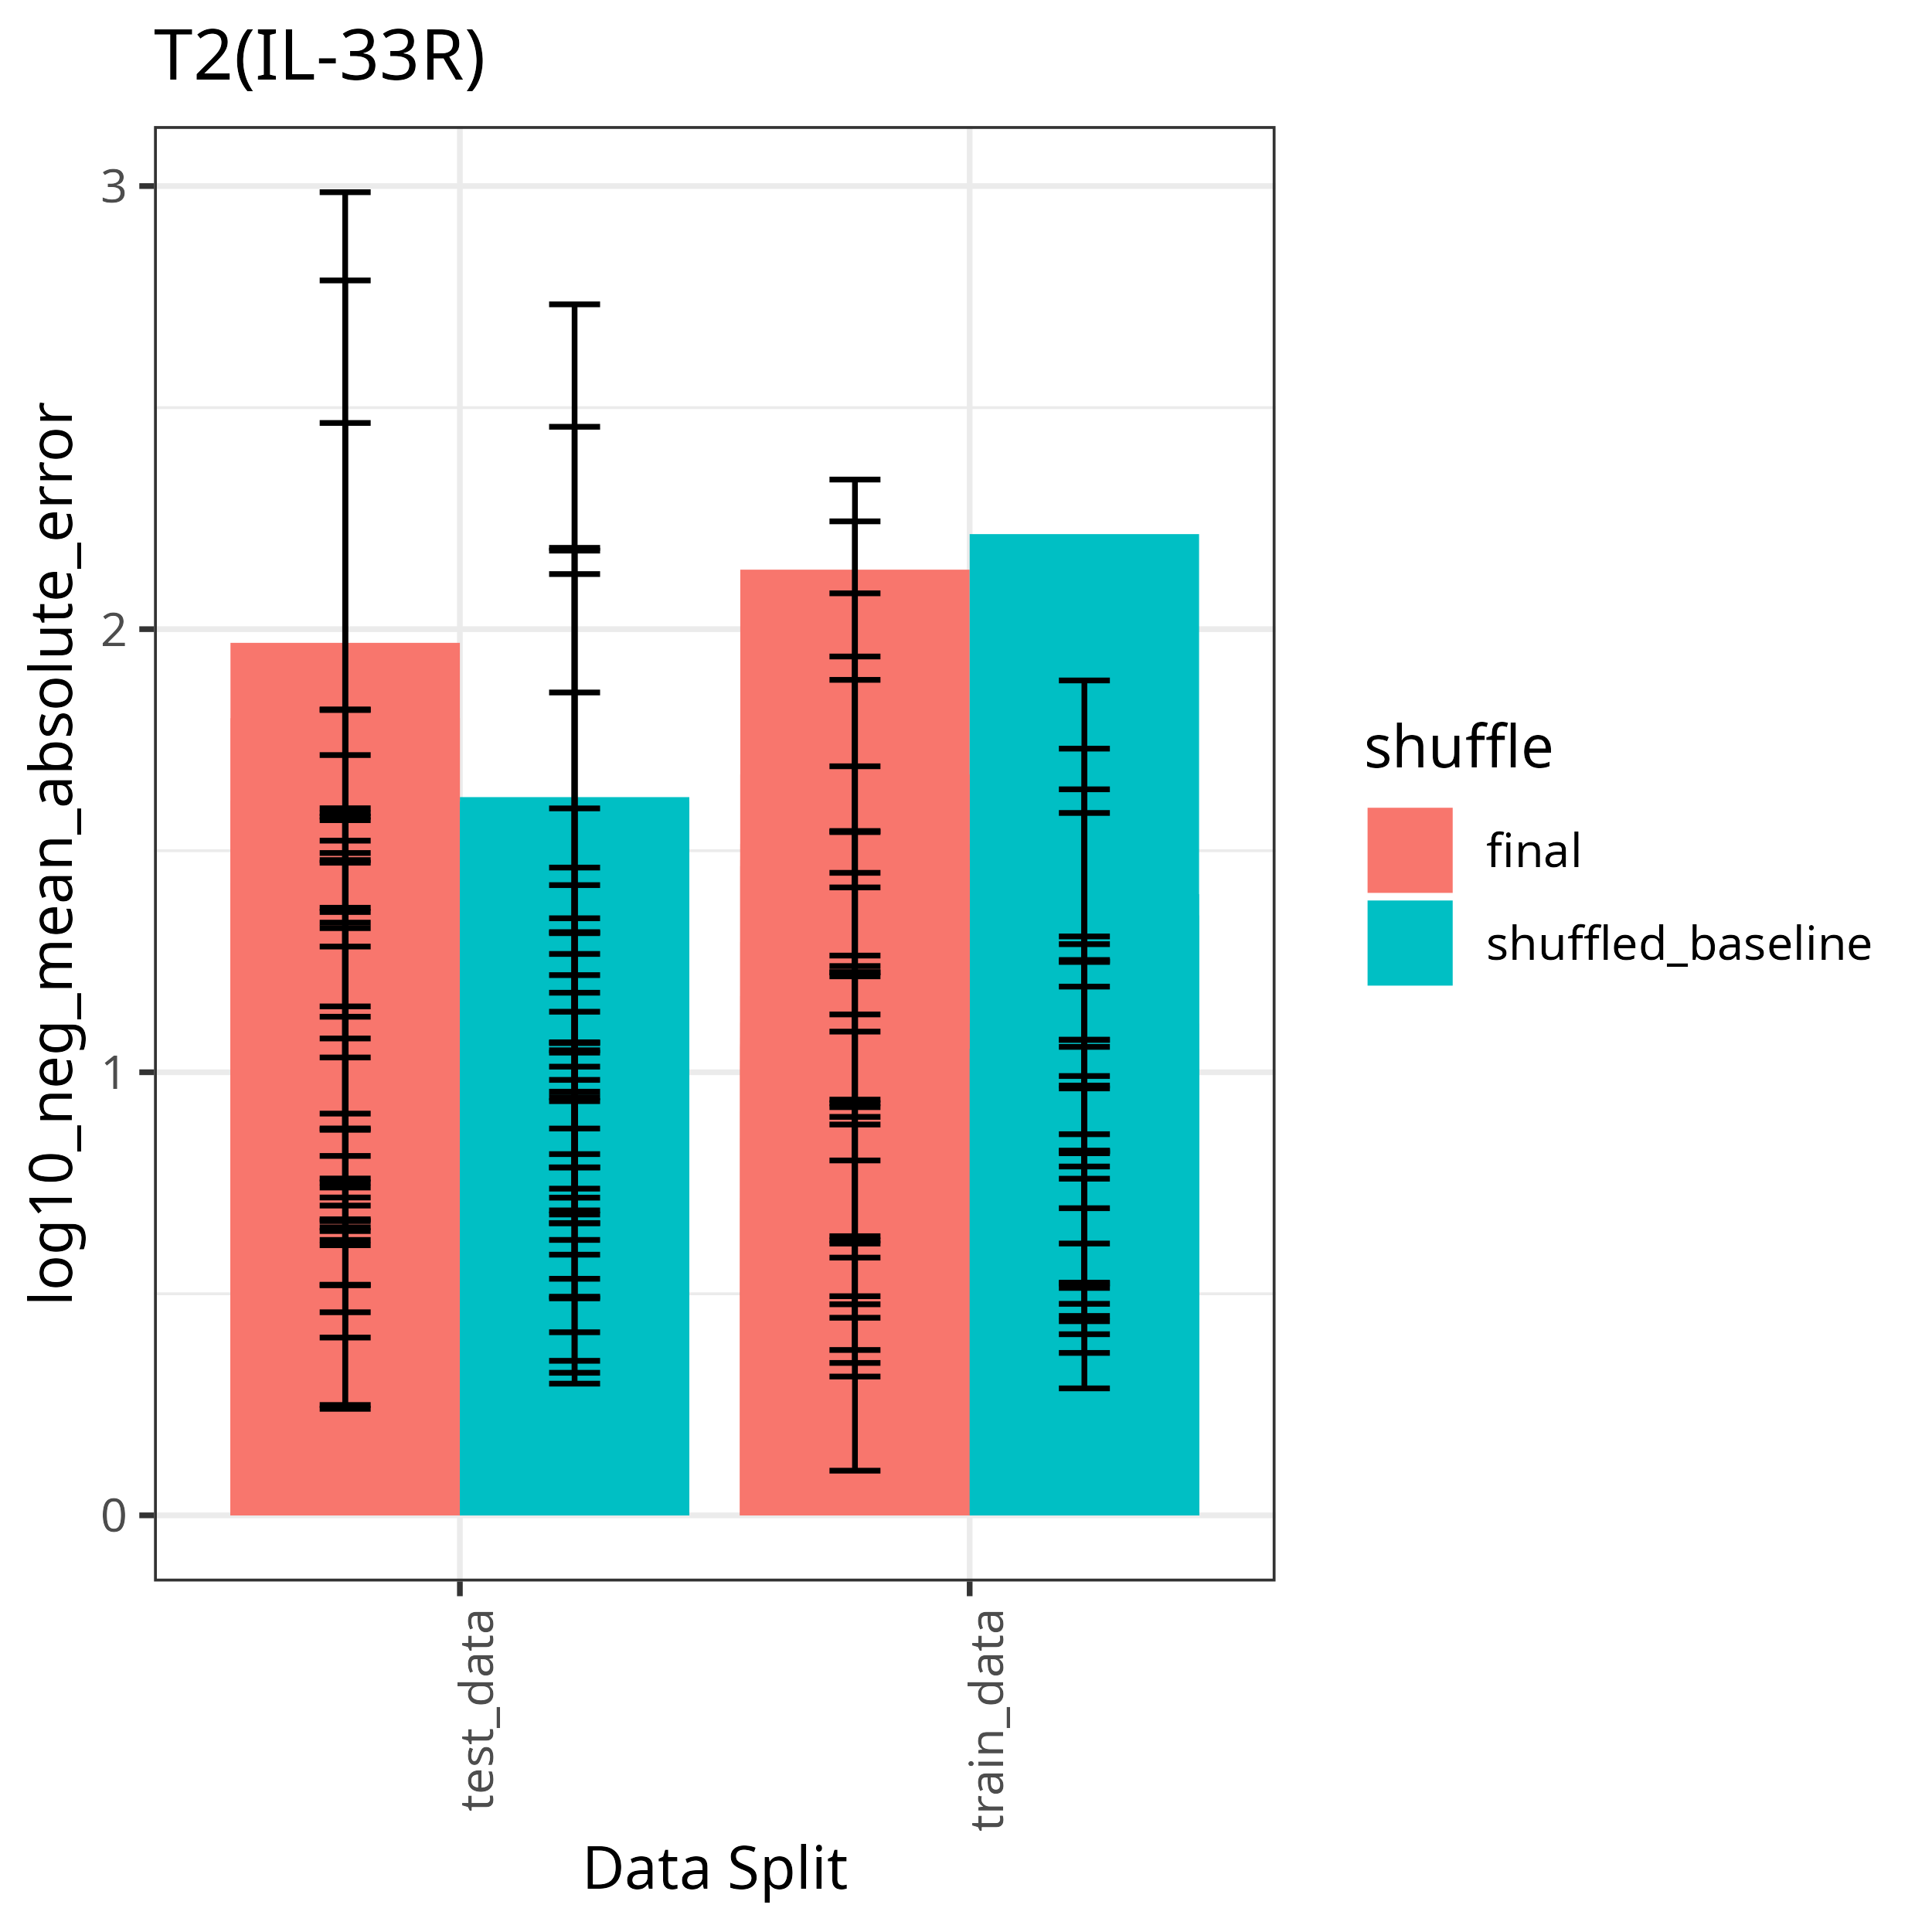 T2(IL-33R)
log10_neg_mean_absolute_error
3
2
1
0
test_data
train_data
Data Split
shuffle
final
shuffled_baseline